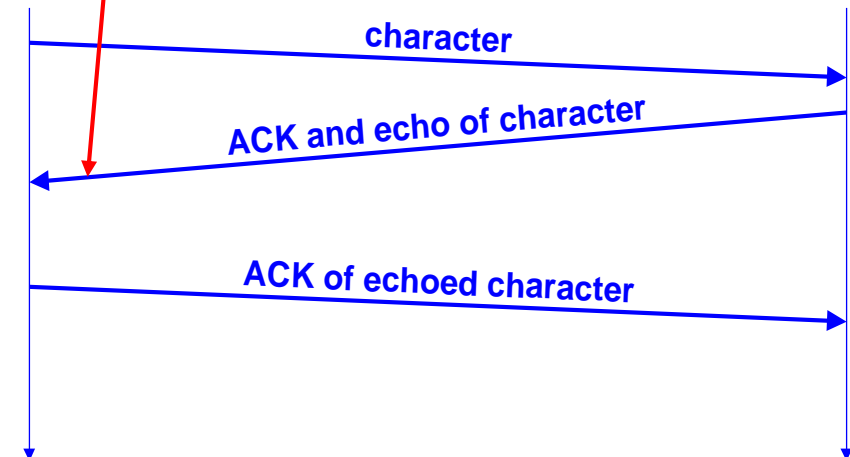 character
ACK and echo of character
ACK of echoed character